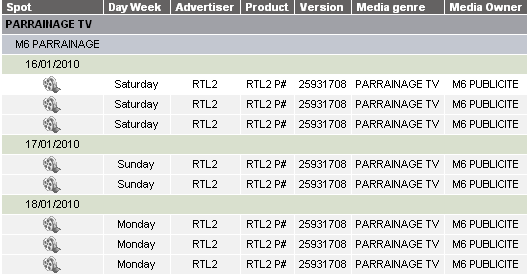 Spot Day Week Advertiser Product Version Media genre Media Owner
PARRAINAGE TV
M6 PARRAINAGE
16/01/2010
Saturday RTL2 RTL2 P# 25931708 PARRAINAGE TV M6 PUBLICITE
Saturday RTL2 RTL2 P# 25931708 PARRAINAGE TV M6 PUBLICITE
Saturday RTL2 RTL2 P# 25931708 PARRAINAGE TV M6 PUBLICITE
17/01/2010
Sunday RTL2 RTL2 P# 25931708 PARRAINAGE TV M6 PUBLICITE
Sunday RTL2 RTL2 P# 25931708 PARRAINAGE TV M6 PUBLICITE
18/01/2010
Monday RTL2 RTL2 P# 25931708 PARRAINAGE TV M6 PUBLICITE
Monday RTL2 RTL2 P# 25931708 PARRAINAGE TV M6 PUBLICITE
Monday RTL2 RTL2 P# 25931708 PARRAINAGE TV M6 PUBLICITE